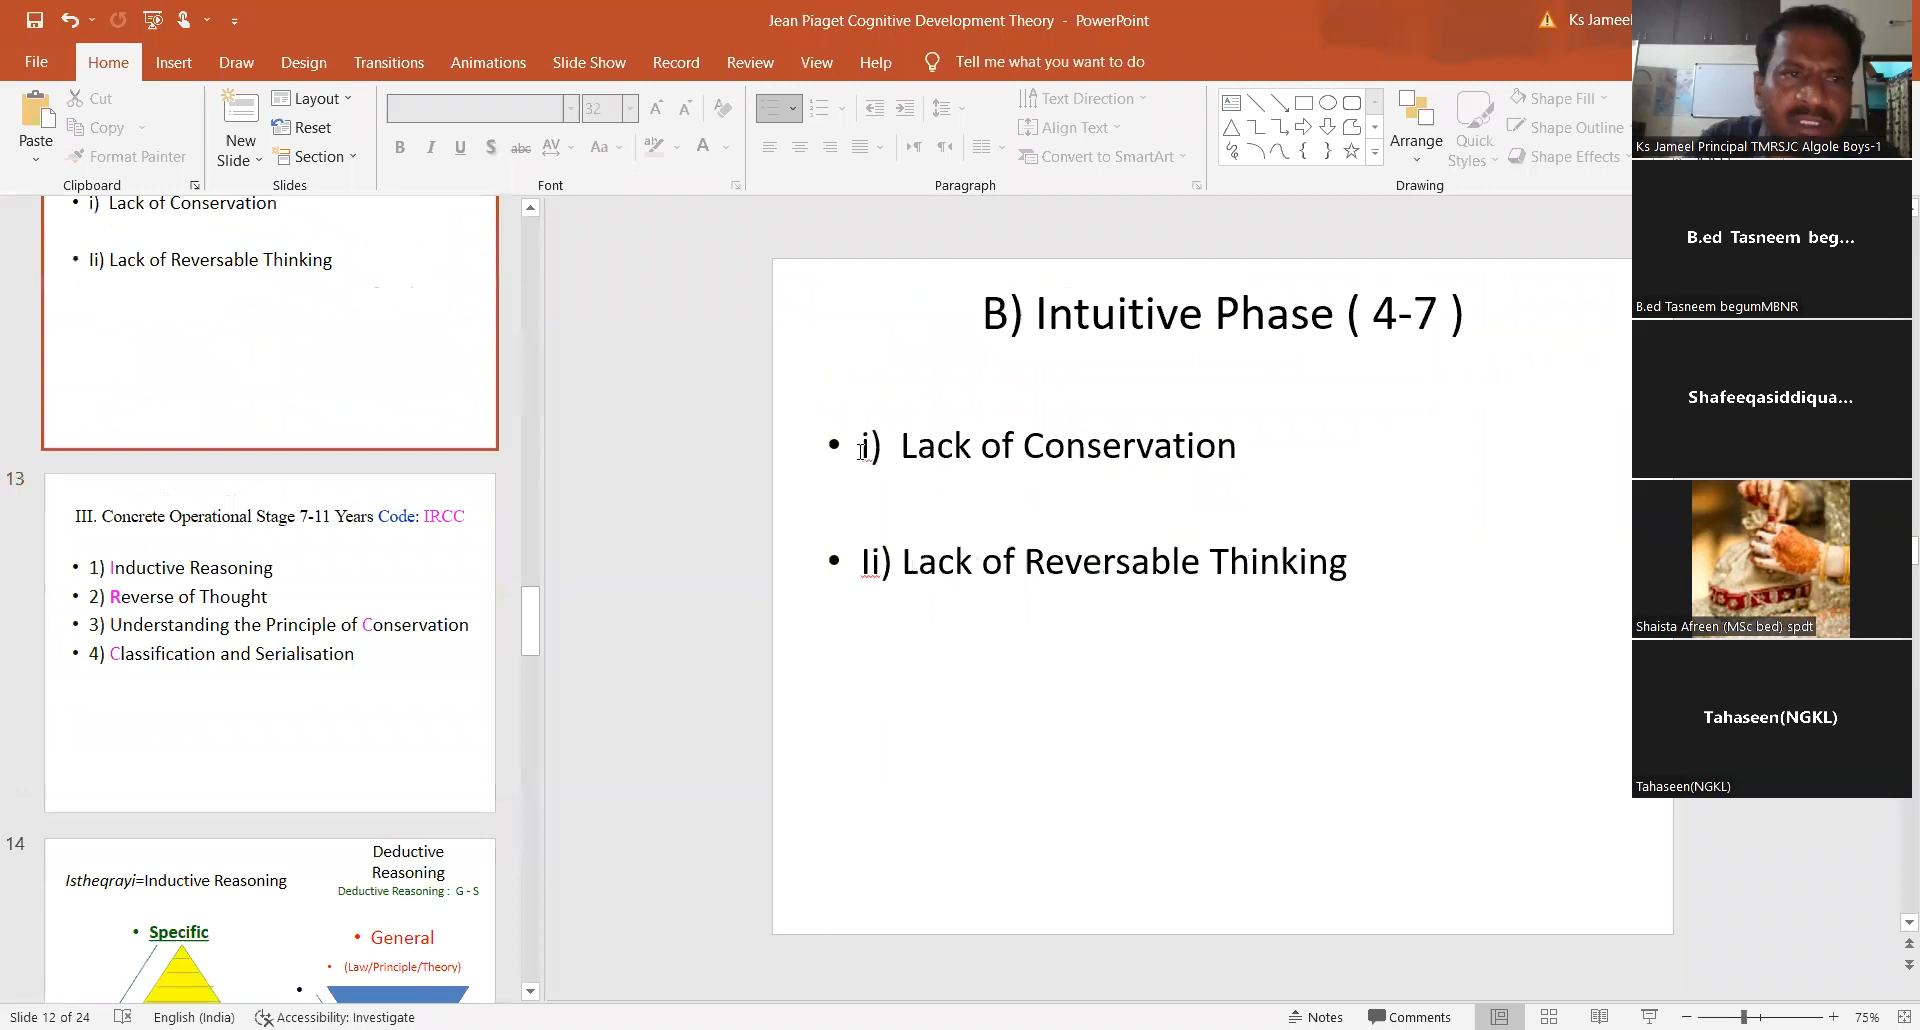 Jean Piaget Cognitive Development Theory - PowerPoint
Ks Jameel
File Home Insert Draw Design Transitions Animations Slide Show Record Review View Help Tell me what you want to do
Paste
Cut
Copy
Format Painter
Clipboard
New
Slide
Layout
Reset
Section
Slides
32
B I U S abc AV Aa A
Font
Text Direction
Align Text
Convert to SmartArt
Paragraph
Arrange
Quick
Styles
Shape Fill
Shape Outline
Shape Effects
Drawing
• i) Lack of Conservation
• Ii) Lack of Reversable Thinking
13
III. Concrete Operational Stage 7-11 Years Code: IRCC
• 1) Inductive Reasoning
• 2) Reverse of Thought
• 3) Understanding the Principle of Conservation
• 4) Classification and Serialisation
14
Istheqrayi=Inductive Reasoning
• Specific
Deductive
Reasoning
Deductive Reasoning : G - S
• General
• (Law/Principle/Theory)
B) Intuitive Phase ( 4-7 )
• i) Lack of Conservation
• Ii) Lack of Reversable Thinking
Ks Jameel Principal TMRSJC Algole Boys-1
B.ed Tasneem beg...
B.ed Tasneem begumMBNR
Shafeeqasiddiqua...
Shaista Afreen (MSc bed) spdt
Tahaseen(NGKL)
Tahaseen(NGKL)
Slide 12 of 24 English (India) Accessibility: Investigate
Notes Comments 75%